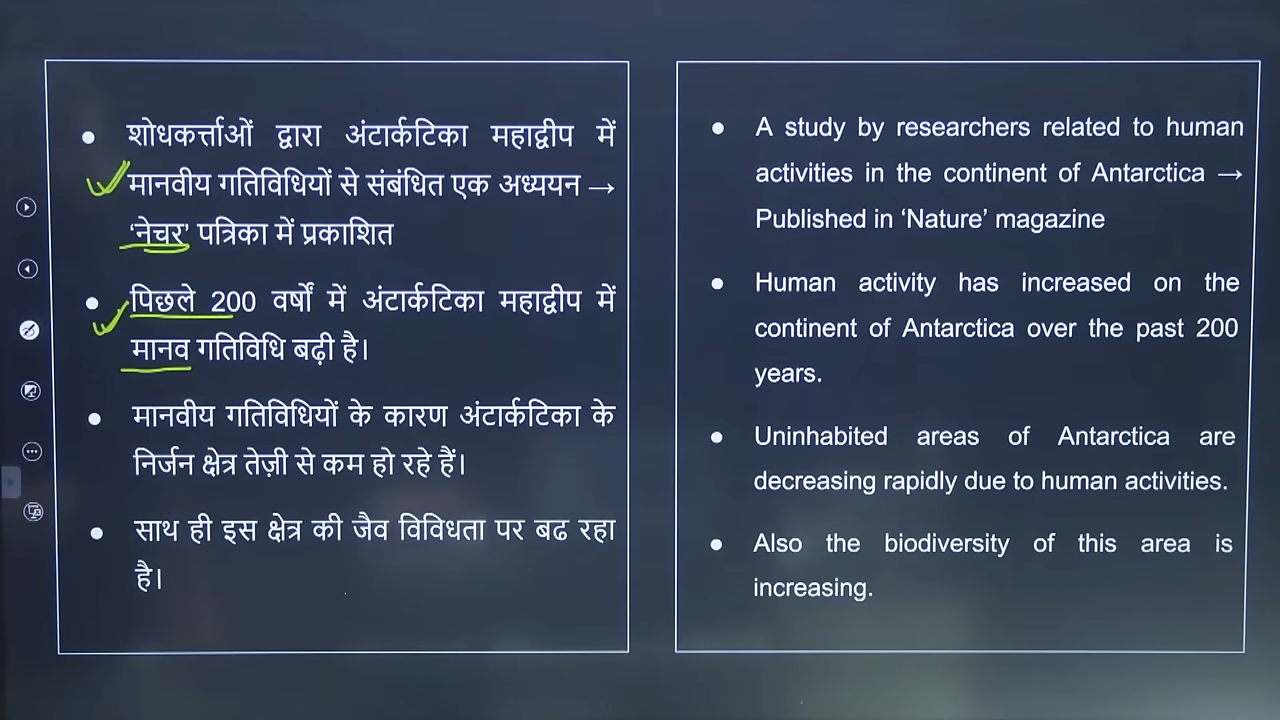 ● शोधकर्त्ताओं द्वारा अंटार्कटिका महाद्वीप में
मानवीय गतिविधियों से संबंधित एक अध्ययन →
‘नेचर’ पत्रिका में प्रकाशित
● पिछले 200 वर्षों में अंटार्कटिका महाद्वीप में
मानव गतिविधि बढ़ी है।
● मानवीय गतिविधियों के कारण अंटार्कटिका के
निर्जन क्षेत्र तेज़ी से कम हो रहे हैं।
● साथ ही इस क्षेत्र की जैव विविधता पर बढ रहा
है।
● A study by researchers related to human
activities in the continent of Antarctica →
Published in ‘Nature’ magazine
● Human activity has increased on the
continent of Antarctica over the past 200
years.
● Uninhabited areas of Antarctica are
decreasing rapidly due to human activities.
● Also the biodiversity of this area is
increasing.